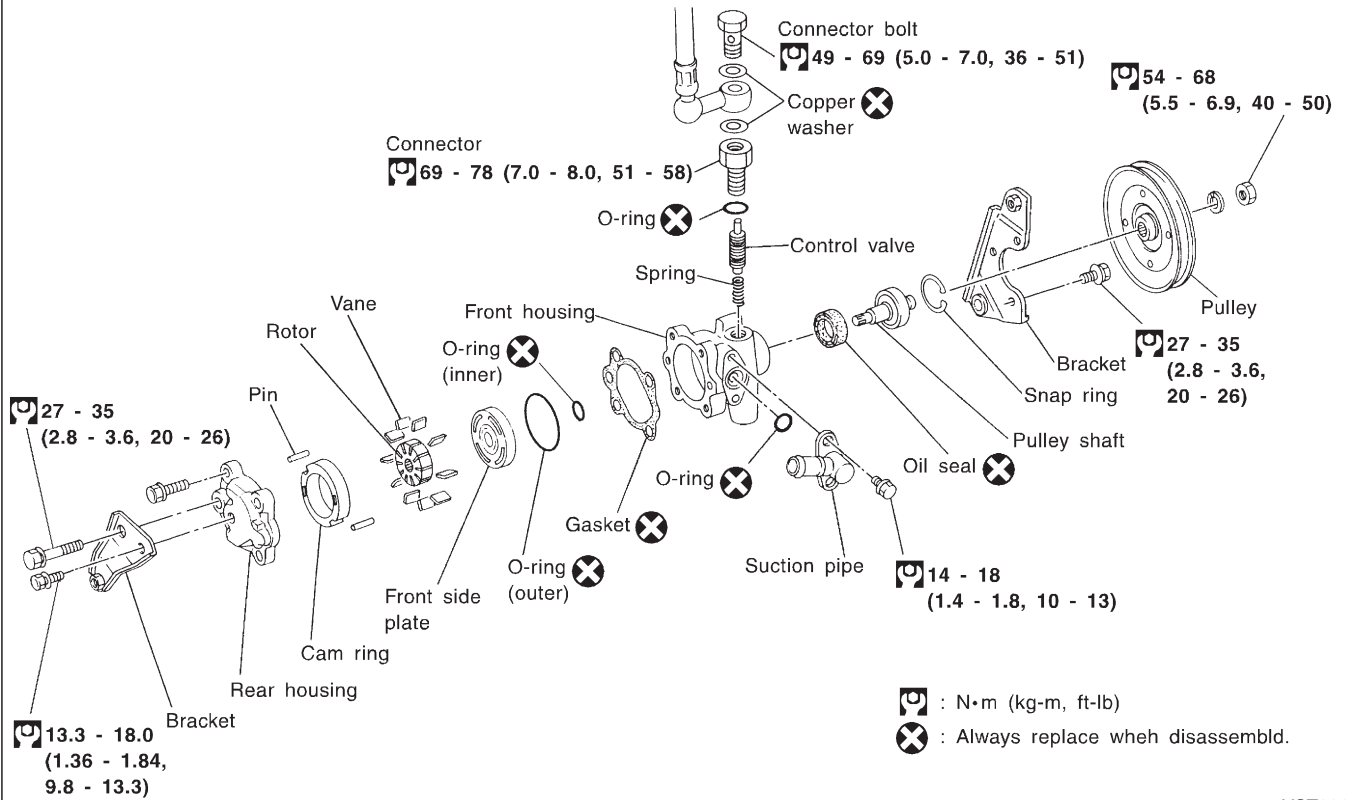 Connector bolt
49 - 69 (5.0 - 7.0, 36 - 51)
54 - 68
(5.5 - 6.9, 40 - 50)
Copper
washer
Connector
69 - 78 (7.0 - 8.0, 51 - 58)
O-ring
Control valve
Spring
Front housing
Vane
Rotor
O-ring
(inner)
Pin
27 - 35
(2.8 - 3.6, 20 - 26)
Pulley
27 - 35
(2.8 - 3.6,
20 - 26)
Bracket
Snap ring
Pulley shaft
Oil seal
O-ring
Gasket
O-ring
(outer)
Suction pipe
14 - 18
(1.4 - 1.8, 10 - 13)
Front side
plate
Cam ring
Rear housing
Bracket
13.3 - 18.0
(1.36 - 1.84,
9.8 - 13.3)
: N•m (kg-m, ft-lb)
: Always replace wheh disassembld.